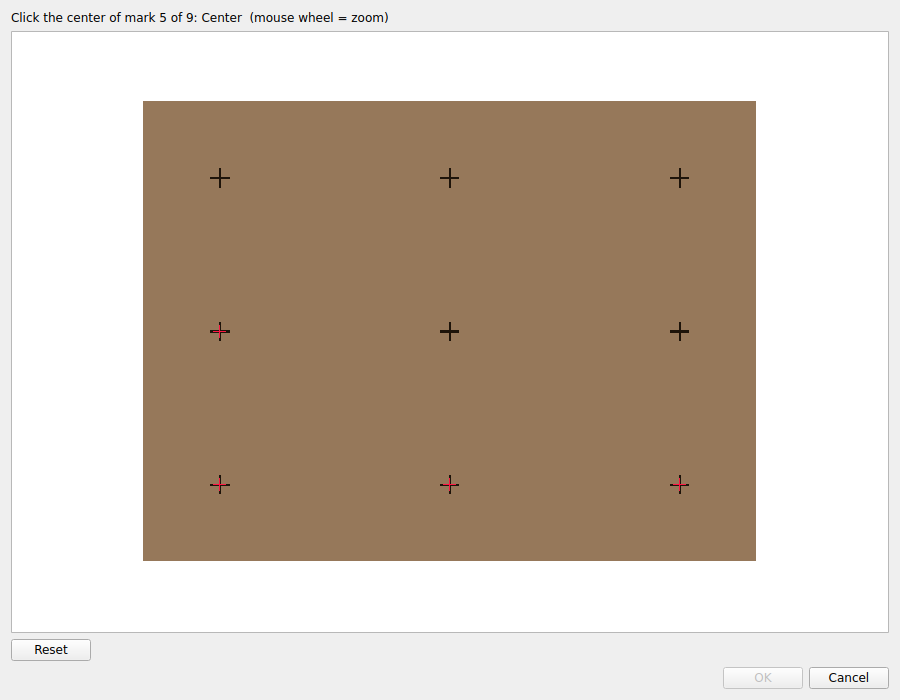 Click the center of mark 5 of 9: Center  (mouse wheel = zoom)
Reset
OK
Cancel